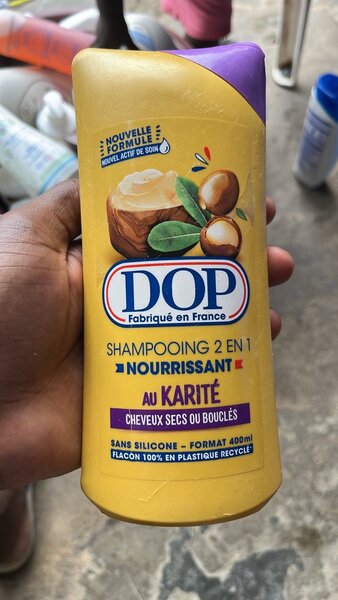 NOUVELLE
FORMULE
NOUVEL ACTIF DE SOIN
DOP
Fabriqué en France
SHAMPOOING 2 EN 1
NOURRISSANT
AU KARITÉ
CHEVEUX SECS OU BOUCLÉS
SANS SILICONE – FORMAT 400ml
FLACON 100% EN PLASTIQUE RECYCLÉ*